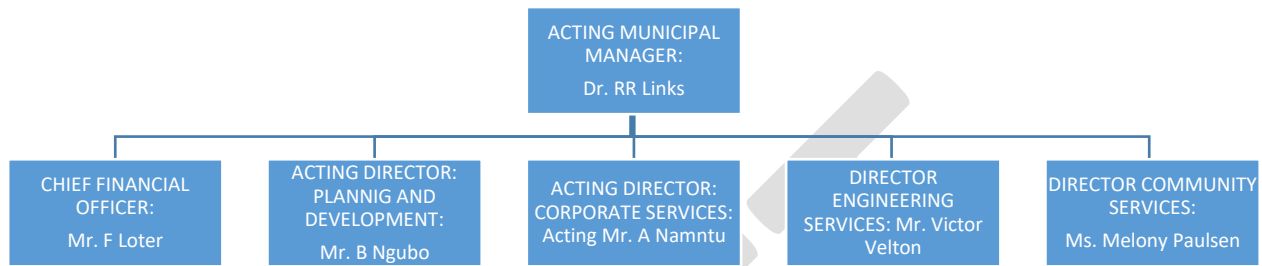 ACTING MUNICIPAL
MANAGER:
Dr. RR Links
CHIEF FINANCIAL
OFFICER:
Mr. F Loter
ACTING DIRECTOR:
PLANNIG AND
DEVELOPMENT:
Mr. B Ngubo
ACTING DIRECTOR:
CORPORATE SERVICES:
Acting Mr. A Namntu
DIRECTOR
ENGINEERING
SERVICES: Mr. Victor
Velton
DIRECTOR COMMUNITY
SERVICES:
Ms. Melony Paulsen